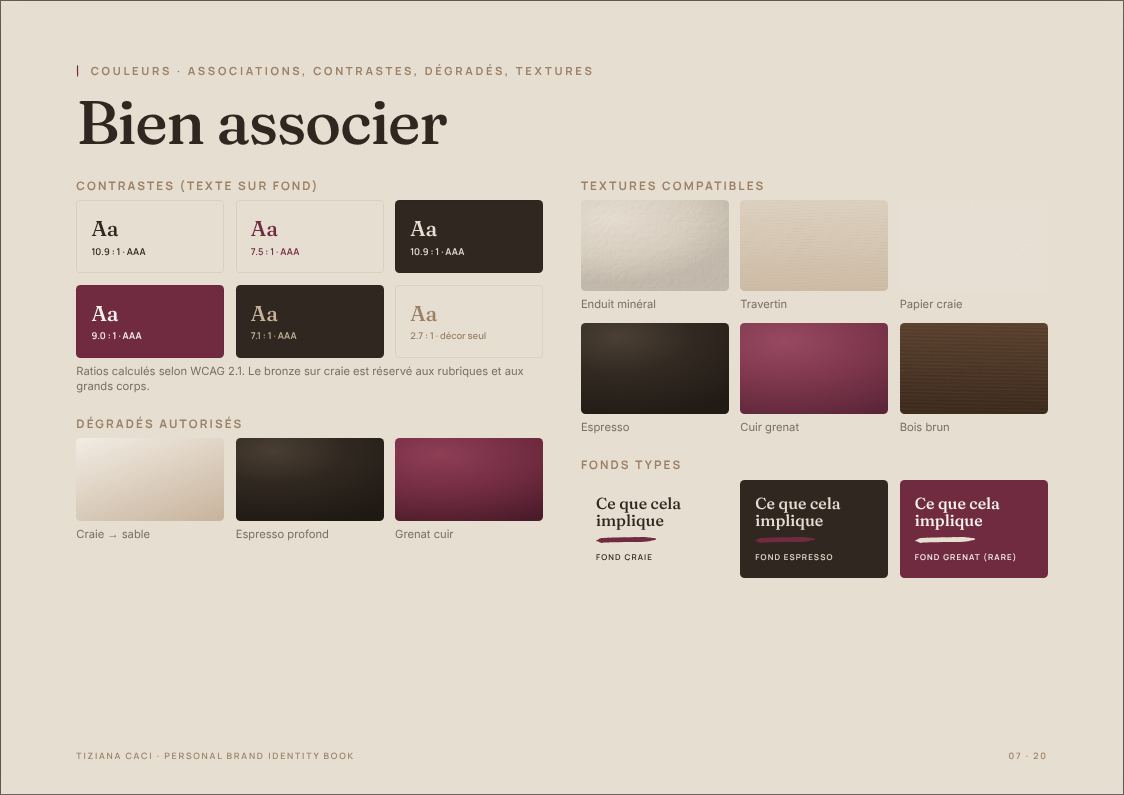 COULEURS · ASSOCIATIONS, CONTRASTES, DÉGRADÉS, TEXTURES
Bien associer
CONTRASTES (TEXTE SUR FOND)
Aa
10.9 : 1 · AAA
Aa
7.5 : 1 · AAA
Aa
10.9 : 1 · AAA
Aa
9.0 : 1 · AAA
Aa
7.1 : 1 · AAA
Aa
2.7 : 1 · décor seul
Ratios calculés selon WCAG 2.1. Le bronze sur craie est réservé aux rubriques et aux
grands corps.
DÉGRADÉS AUTORISÉS
Craie → sable
Espresso profond
Grenat cuir
TEXTURES COMPATIBLES
Enduit minéral
Travertin
Papier craie
Espresso
Cuir grenat
Bois brun
FONDS TYPES
Ce que cela
implique
FOND CRAIE
Ce que cela
implique
FOND ESPRESSO
Ce que cela
implique
FOND GRENAT (RARE)
TIZIANA CACI · PERSONAL BRAND IDENTITY BOOK
07 · 20